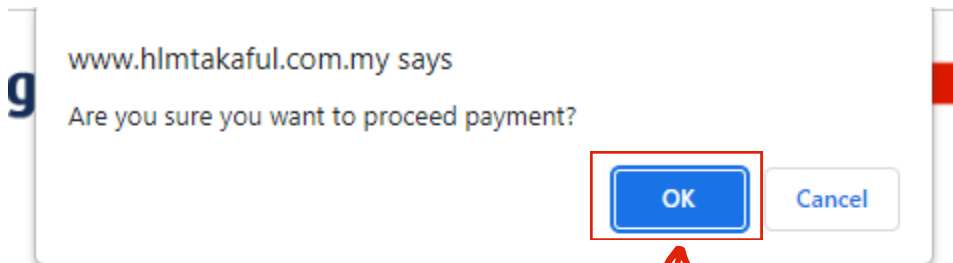 www.hlmtakaful.com.my says
g
Are you sure you want to proceed payment?
OK Cancel